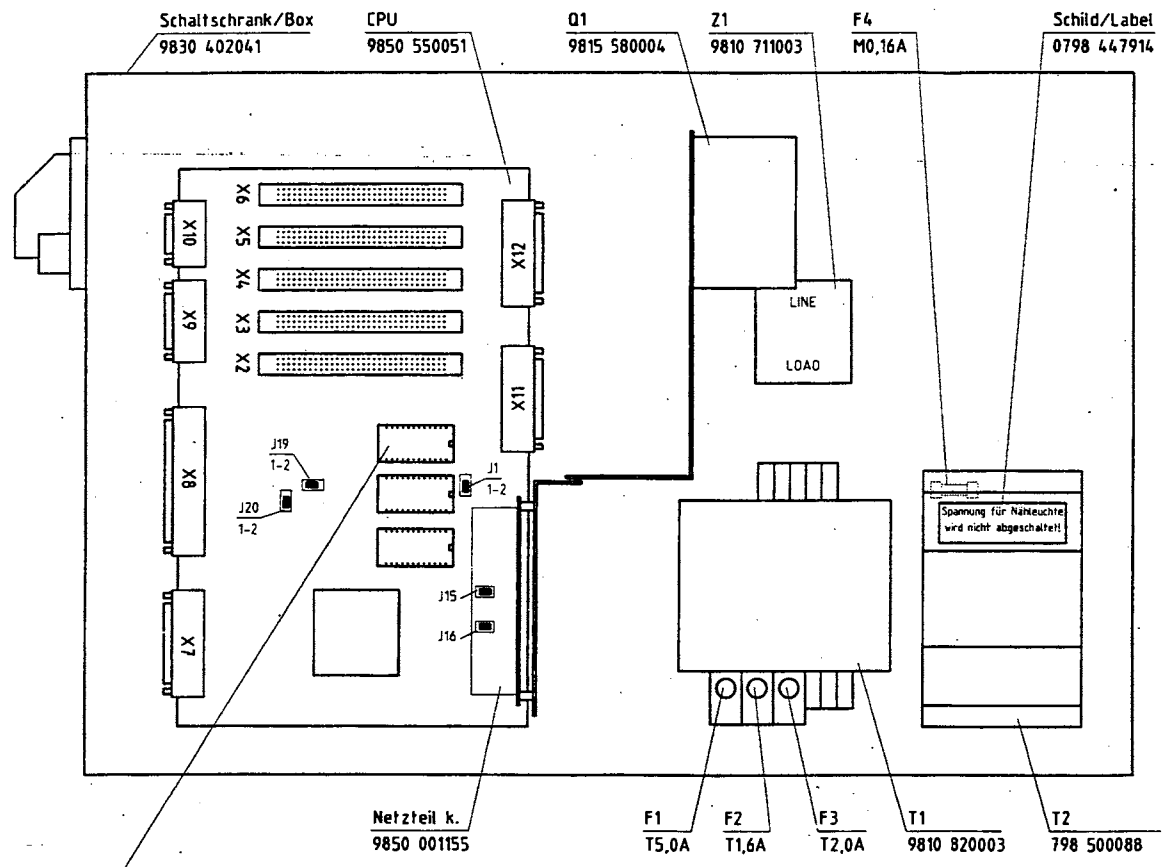 Schaltschrank/Box
9830 402041
CPU
9850 550051
Q1
9815 580004
Z1
9810 711003
F4
M0,16A
Schild/Label
0798 447914
X6
X5
X4
X3
X2
X10
X9
X8
X7
X12
X11
LINE
LOAD
J19
1-2
J20
1-2
J1
1-2
J15
J16
Spannung für Nähleuchte
wird nicht abgeschaltet!
Netzteil k.
9850 001155
F1
T5,0A
F2
T1,6A
F3
T2,0A
T1
9810 820003
T2
798 500088